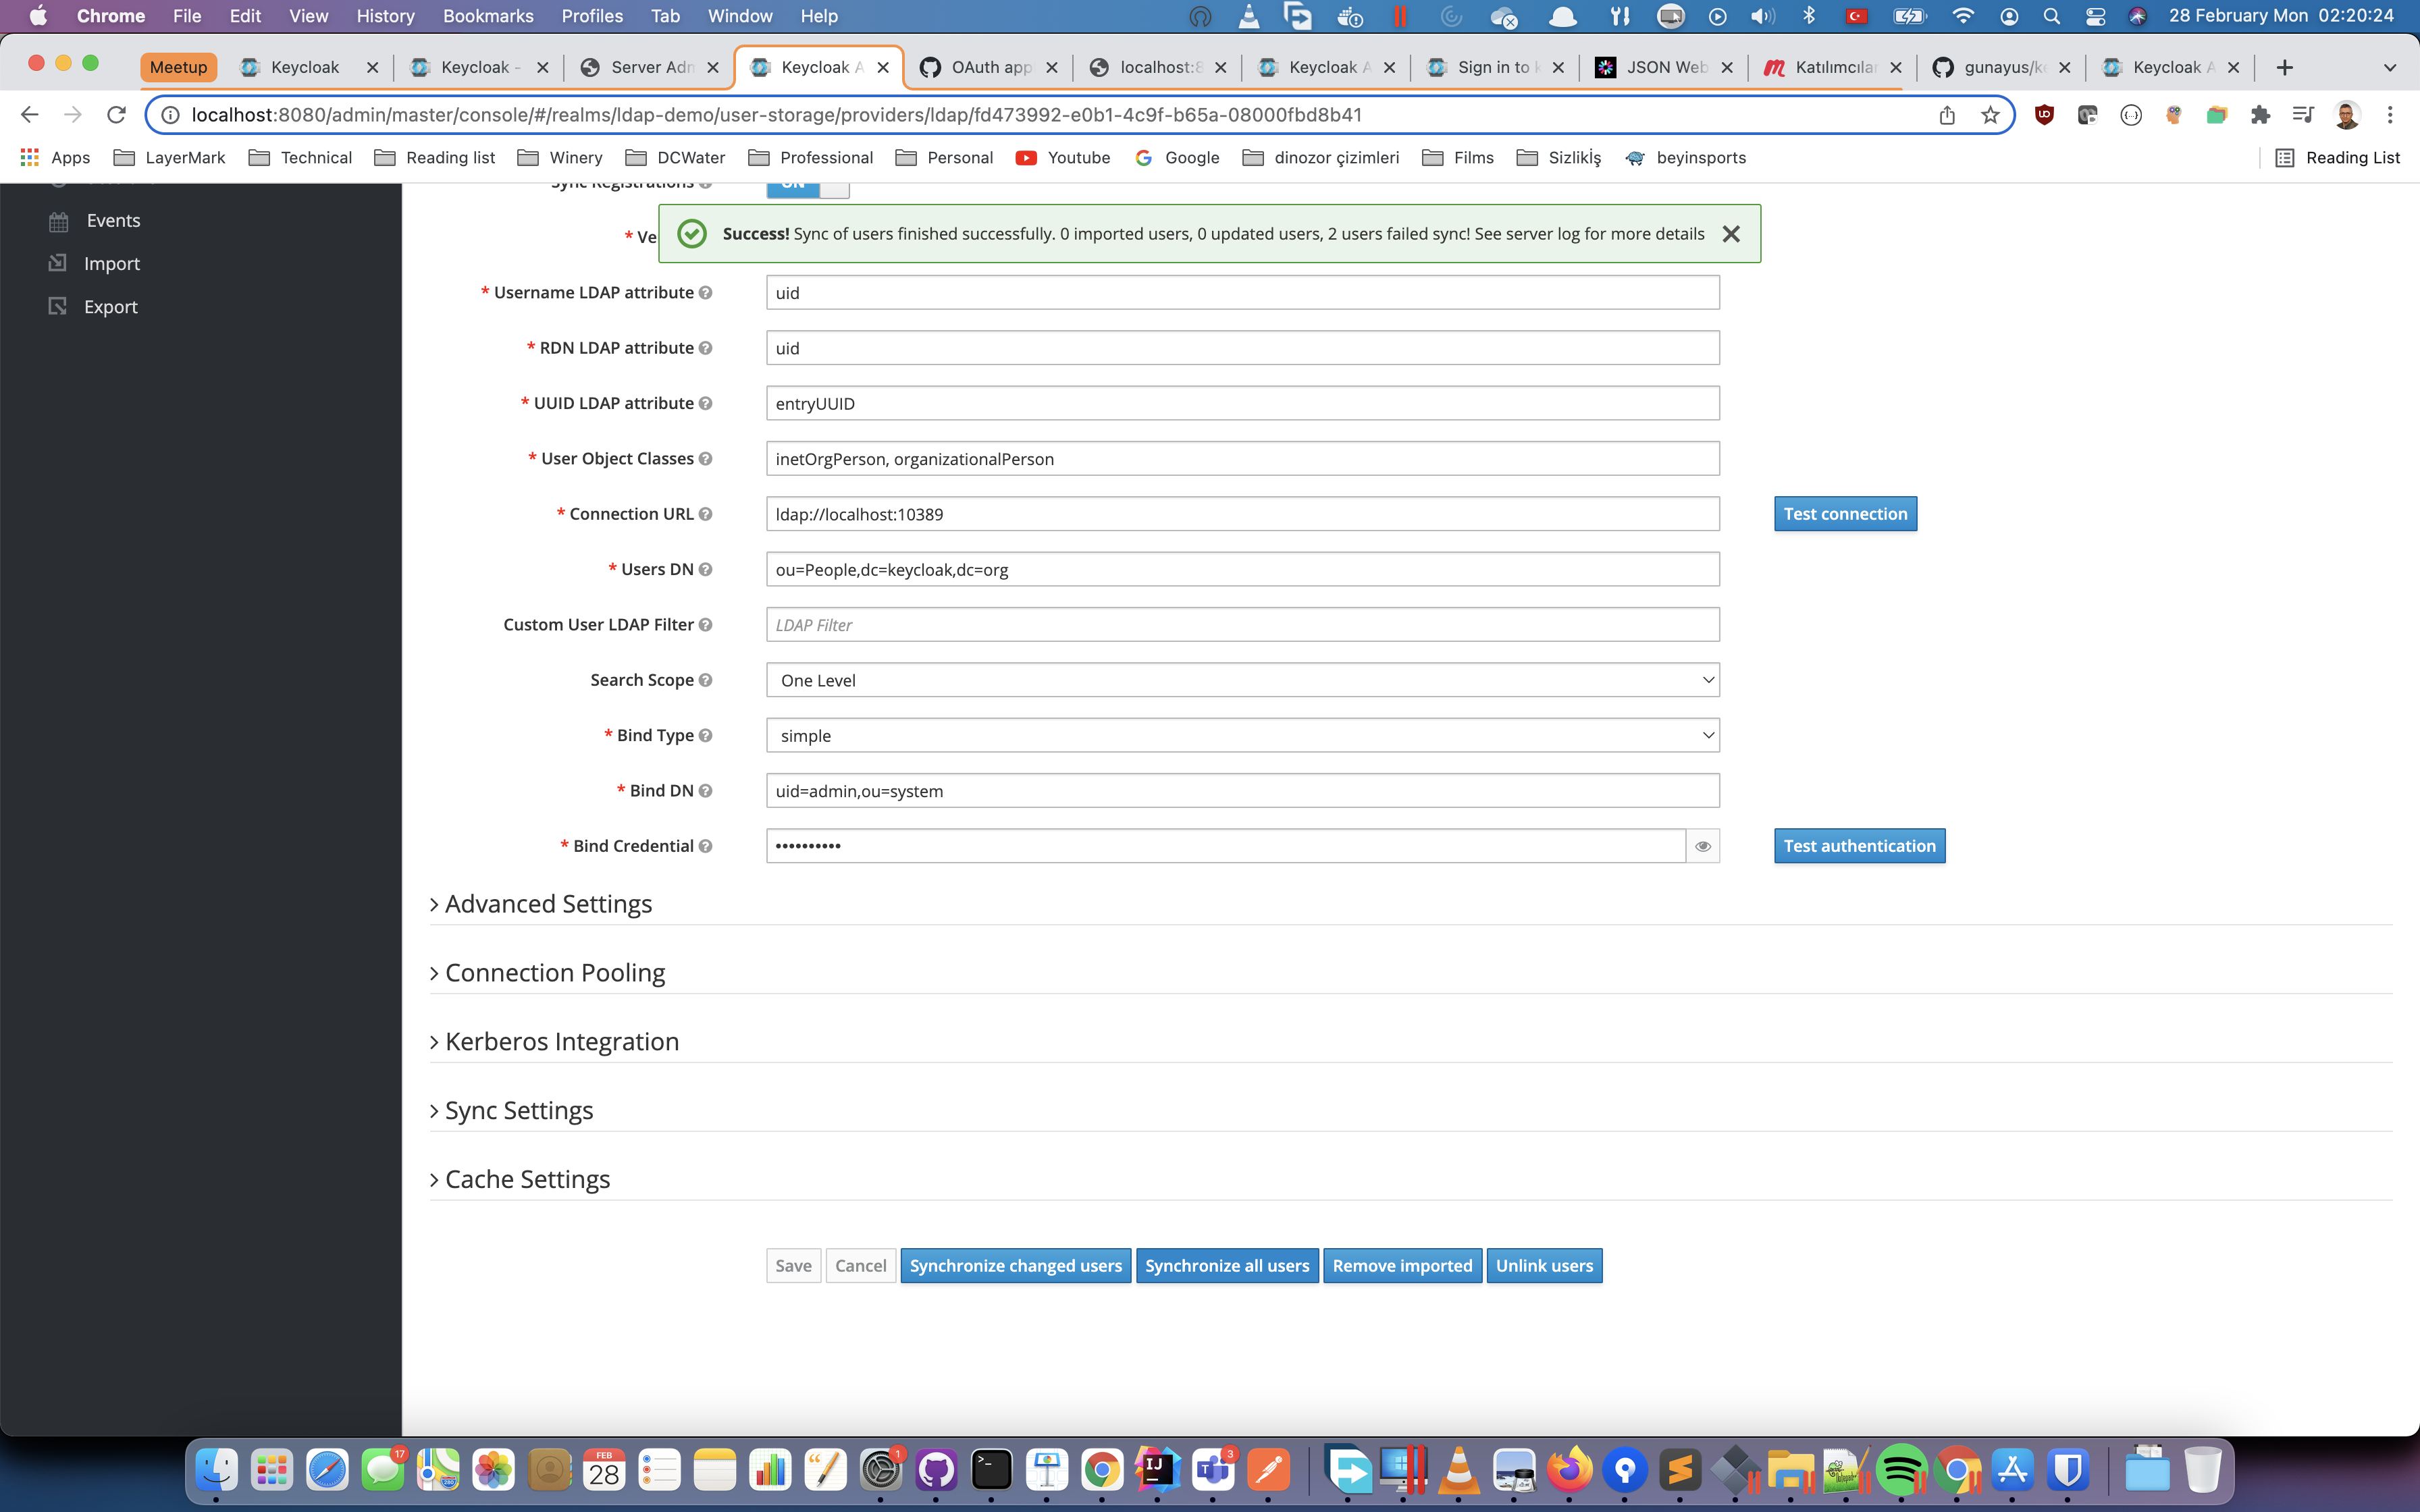 Chrome File Edit View History Bookmarks Profiles Tab Window Help 28 February Mon 02:20:24
Meetup Keycloak Keycloak - Server Adn Keycloak A OAuth app localhost:8 Keycloak A Sign in to k JSON Web Katılımcılar gunayus/ke Keycloak A
localhost:8080/admin/master/console/#/realms/ldap-demo/user-storage/providers/ldap/fd473992-e0b1-4c9f-b65a-08000fbd8b41
Apps LayerMark Technical Reading list Winery DCWater Professional Personal Youtube Google dinozor çizimleri Films Sizlikİş beyinsports Reading List
Sync Registrations ON
Events
* Ve
Success! Sync of users finished successfully. 0 imported users, 0 updated users, 2 users failed sync! See server log for more details
Import
* Username LDAP attribute uid
Export
* RDN LDAP attribute uid
* UUID LDAP attribute entryUUID
* User Object Classes inetOrgPerson, organizationalPerson
* Connection URL ldap://localhost:10389 Test connection
* Users DN ou=People,dc=keycloak,dc=org
Custom User LDAP Filter LDAP Filter
Search Scope One Level
* Bind Type simple
* Bind DN uid=admin,ou=system
* Bind Credential •••••••••• Test authentication
Advanced Settings
Connection Pooling
Kerberos Integration
Sync Settings
Cache Settings
Save Cancel Synchronize changed users Synchronize all users Remove imported Unlink users
17 FEB 28 1 IJ 3